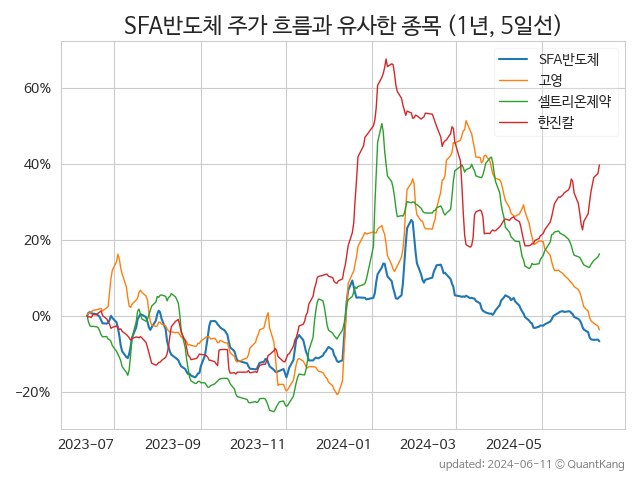 SFA반도체 주가 흐름과 유사한 종목 (1년, 5일선)
SFA반도체
고영
셀트리온제약
한진칼
60%
40%
20%
0%
−20%
2023-07
2023-09
2023-11
2024-01
2024-03
2024-05
updated: 2024-06-11 © QuantKang